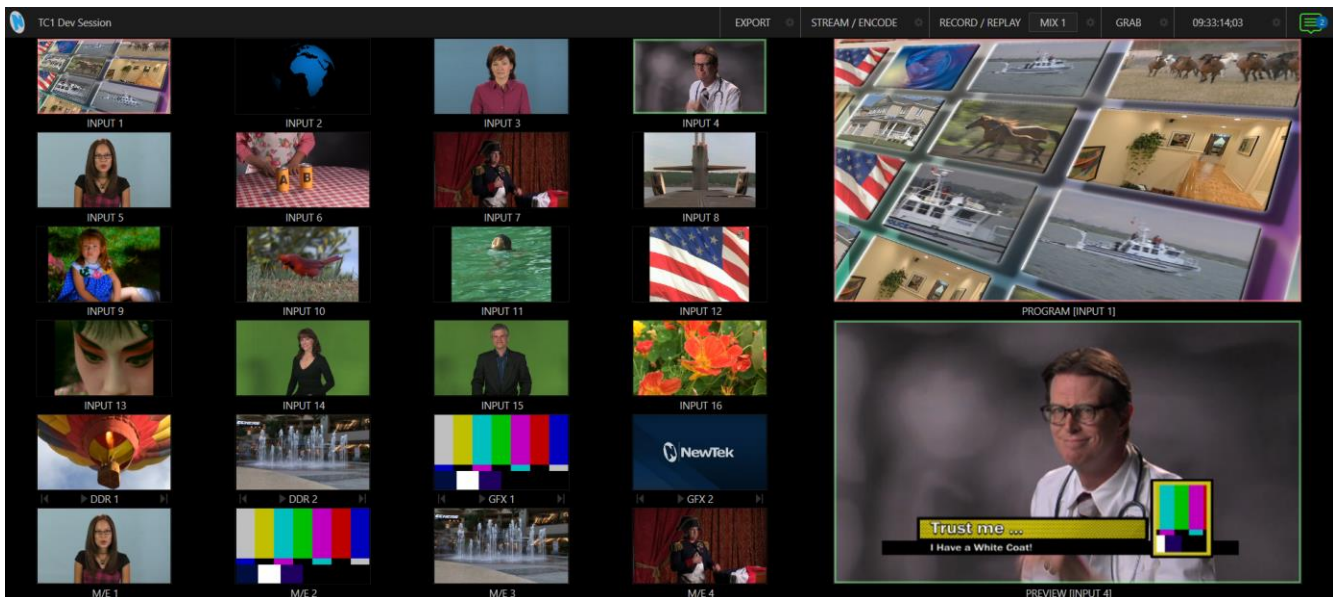 TC1 Dev Session
EXPORT
STREAM / ENCODE
RECORD / REPLAY
MIX 1
GRAB
09:33:14;03
2
INPUT 1
INPUT 2
INPUT 3
INPUT 4
PROGRAM [INPUT 1]
INPUT 5
A B
INPUT 6
INPUT 7
INPUT 8
INPUT 9
INPUT 10
INPUT 11
INPUT 12
INPUT 13
INPUT 14
INPUT 15
INPUT 16
DDR 1
DDR 2
GFX 1
NewTek
GFX 2
Trust me ...
I Have a White Coat!
M/E 1
M/E 2
M/E 3
M/E 4
PREVIEW [INPUT 4]